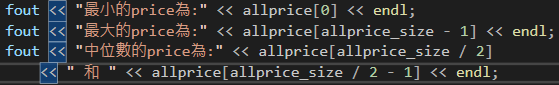 fout << "最小的price為:" << allprice[0] << endl;
fout << "最大的price為:" << allprice[allprice_size - 1] << endl;
fout << "中位數的price為:" << allprice[allprice_size / 2]
<< " 和 " << allprice[allprice_size / 2 - 1] << endl;